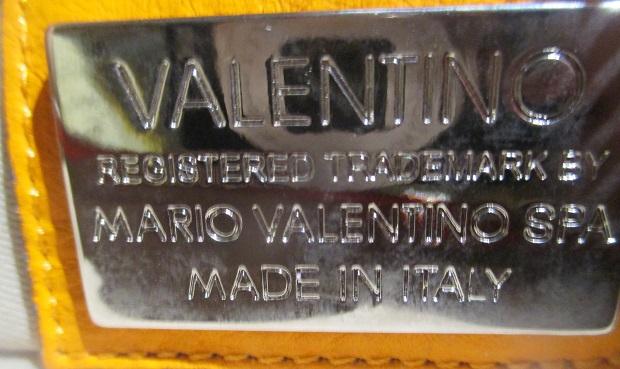 VALENTINO
REGISTERED TRADEMARK BY
MARIO VALENTINO SPA
MADE IN ITALY